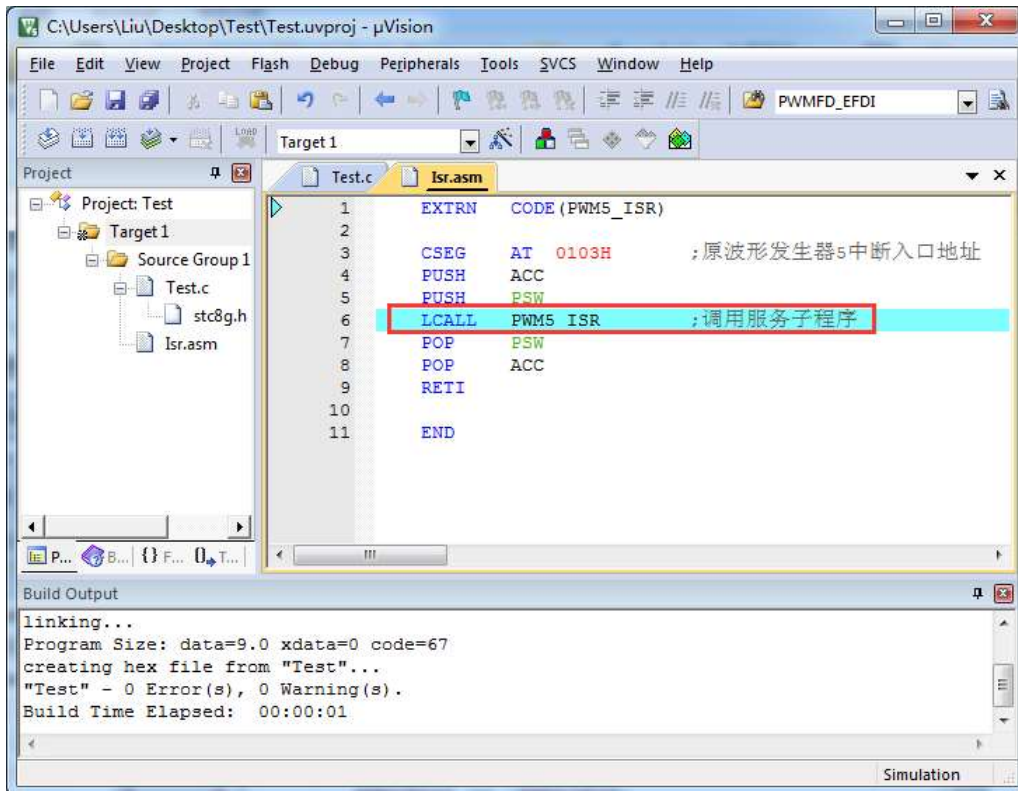 C:\Users\Liu\Desktop\Test\Test.uvproj - µVision
File Edit View Project Flash Debug Peripherals Tools SVCS Window Help
PWMFD_EFDI
Target 1
Project
Project: Test
Target 1
Source Group 1
Test.c
stc8g.h
Isr.asm
P... B... {} F... 0 T...
Test.c Isr.asm
1 EXTRN CODE(PWM5_ISR)
2
3 CSEG AT 0103H ;原波形发生器5中断入口地址
4 PUSH ACC
5 PUSH PSW
6 LCALL PWM5_ISR ;调用服务子程序
7 POP PSW
8 POP ACC
9 RETI
10
11 END
Build Output
linking...
Program Size: data=9.0 xdata=0 code=67
creating hex file from "Test"...
"Test" - 0 Error(s), 0 Warning(s).
Build Time Elapsed: 00:00:01
Simulation